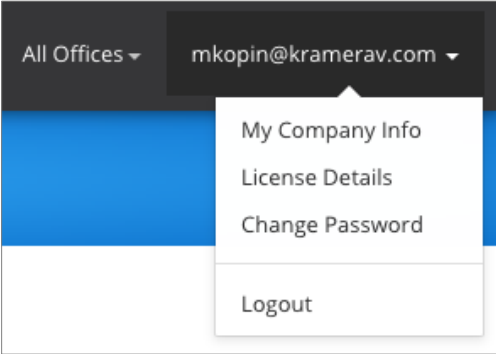 All Offices
mkopin@kramerav.com
My Company Info
License Details
Change Password
Logout